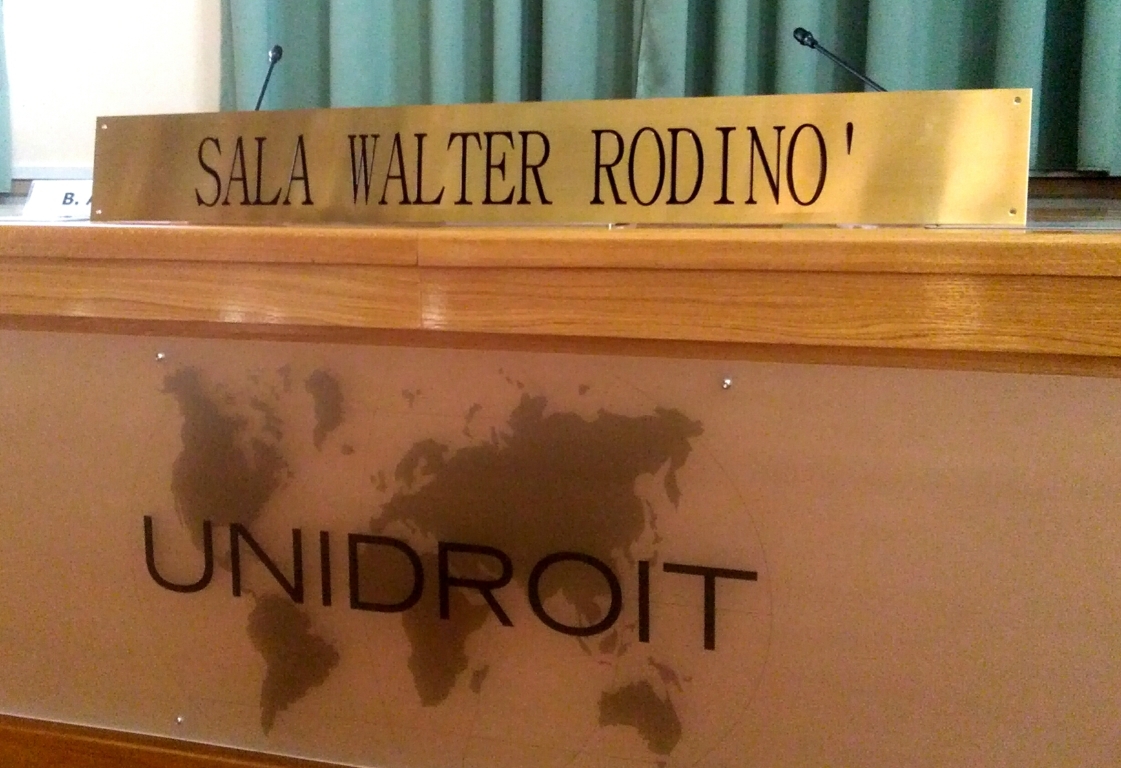 SALA WALTER RODINO'
B.
UNIDROIT